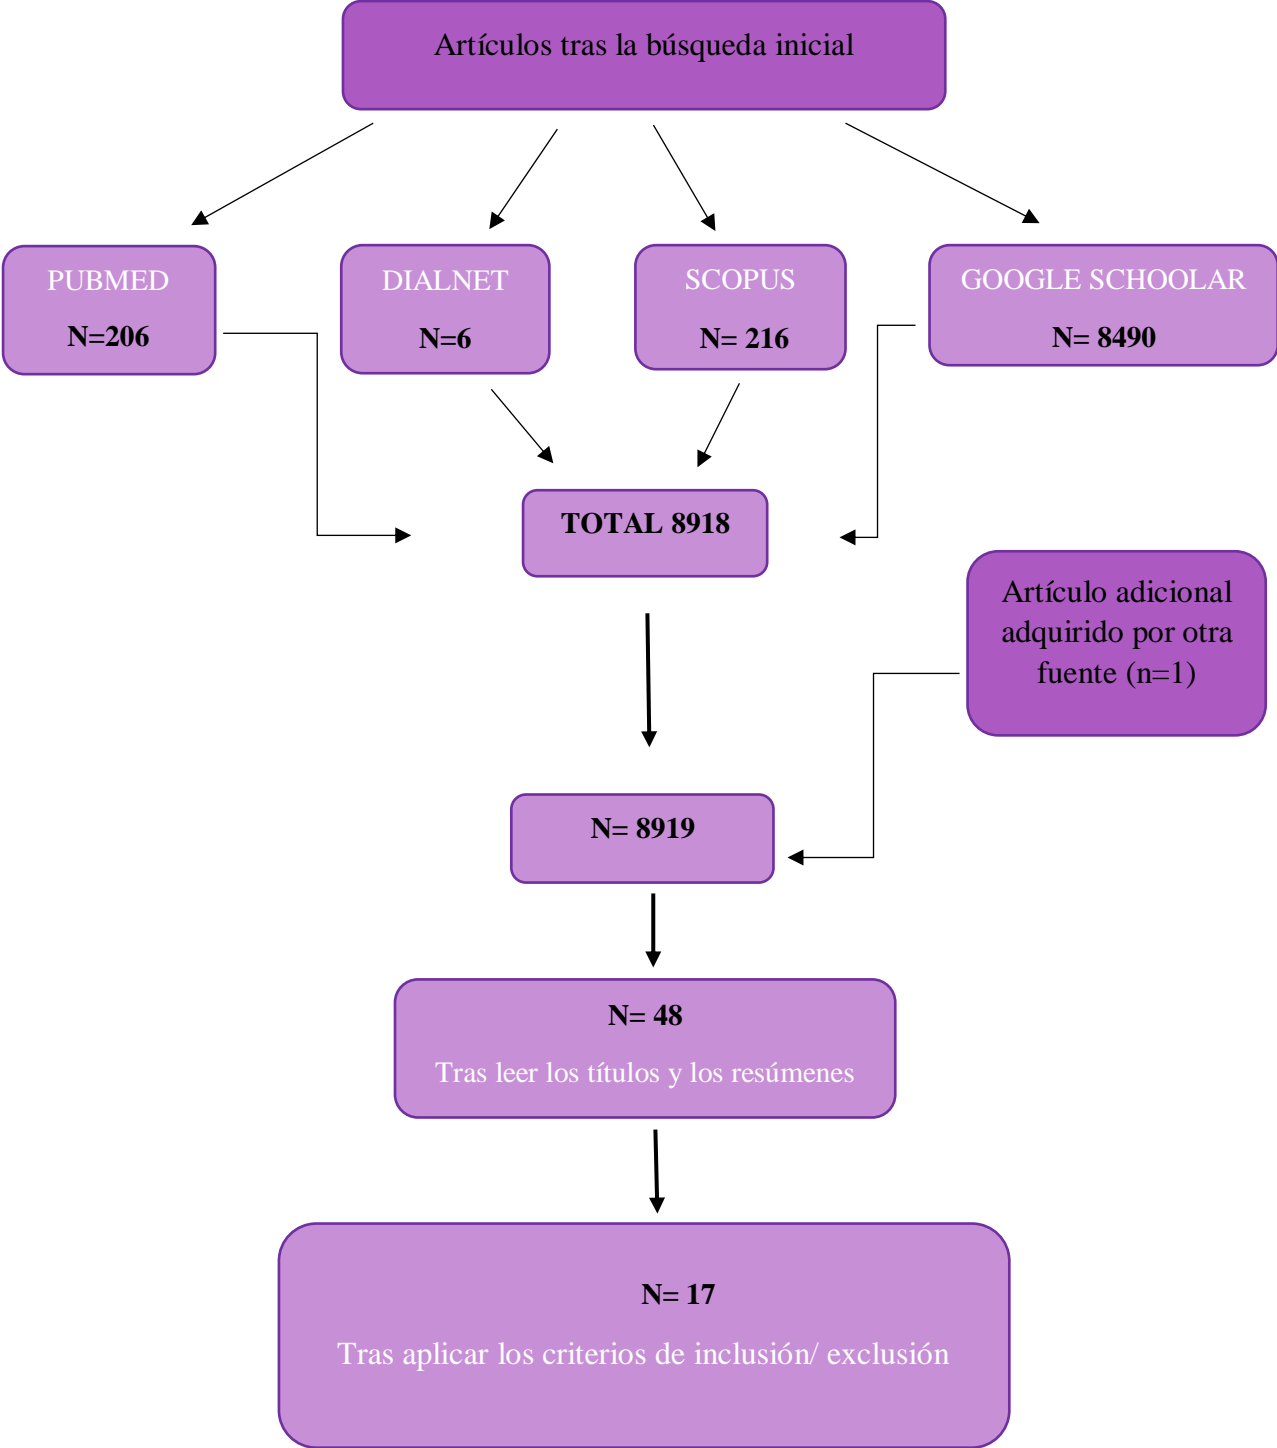 Artículos tras la búsqueda inicial
PUBMED
N=206
DIALNET
N=6
SCOPUS
N= 216
GOOGLE SCHOOLAR
N= 8490
TOTAL 8918
Artículo adicional
adquirido por otra
fuente (n=1)
N= 8919
N= 48
Tras leer los títulos y los resúmenes
N= 17
Tras aplicar los criterios de inclusión/ exclusión